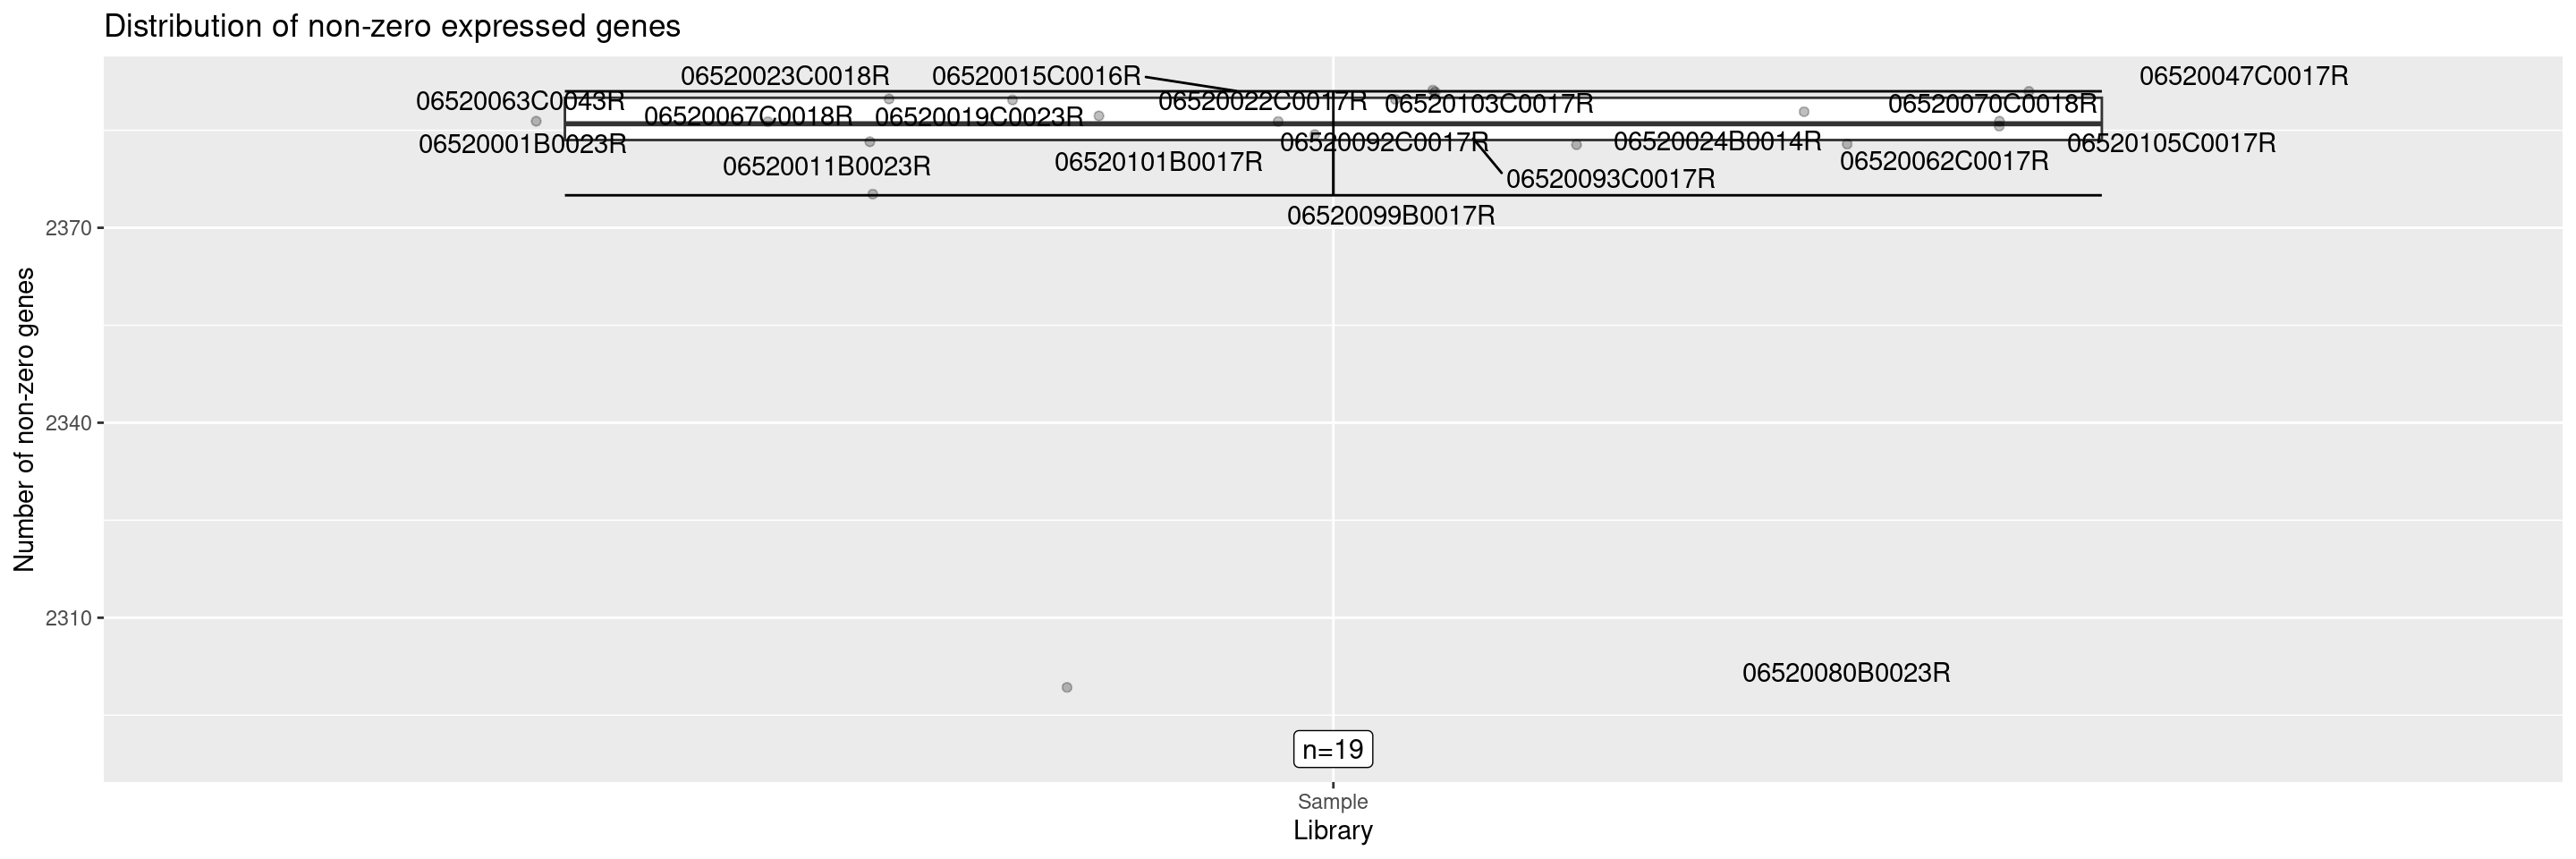 Distribution of non-zero expressed genes
06520023C0018R
06520015C0016R
06520047C0017R
06520063C0043R
06520022C0017R
06520103C0017R
06520070C0018R
06520067C0018R
06520019C0023R
06520001B0023R
06520092C0017R
06520024B0014R
06520105C0017R
06520011B0023R
06520101B0017R
06520062C0017R
06520093C0017R
06520099B0017R
2370
2340
2310
Number of non-zero genes
06520080B0023R
n=19
Sample
Library